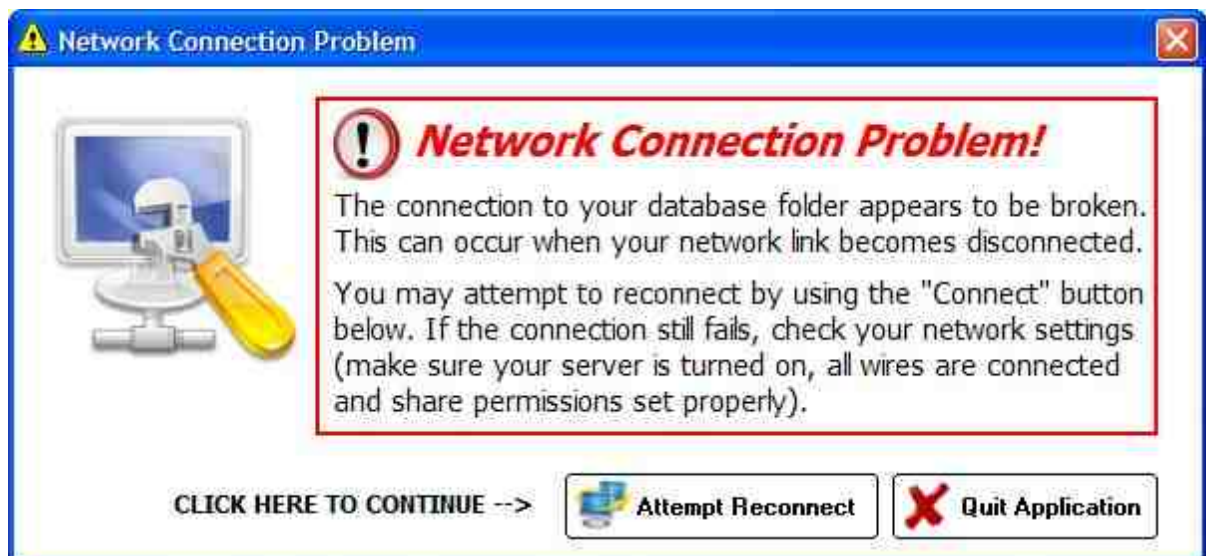 Network Connection Problem
Network Connection Problem!
The connection to your database folder appears to be broken.
This can occur when your network link becomes disconnected.
You may attempt to reconnect by using the "Connect" button
below. If the connection still fails, check your network settings
(make sure your server is turned on, all wires are connected
and share permissions set properly).
CLICK HERE TO CONTINUE --> Attempt Reconnect Quit Application